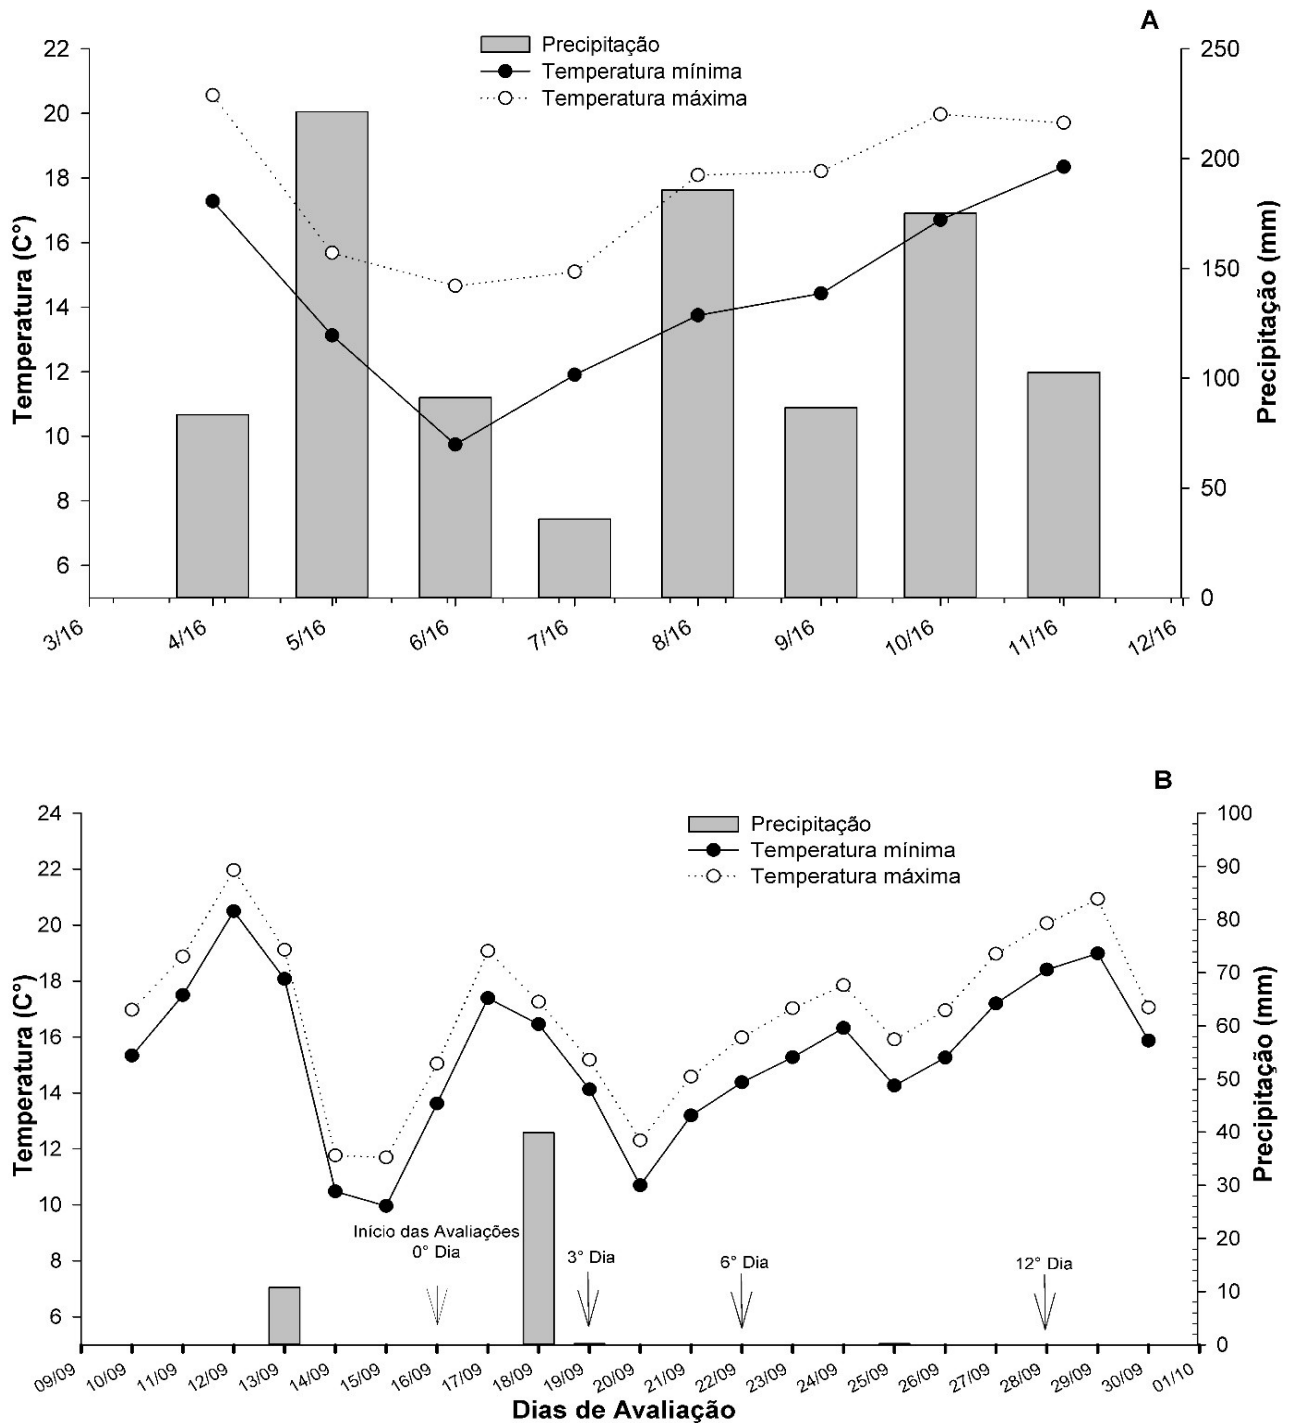 A
Precipitação
Temperatura mínima
Temperatura máxima
22
20
18
16
14
12
10
8
6
Temperatura (C°)
250
200
150
100
50
0
Precipitação (mm)
3/16 4/16 5/16 6/16 7/16 8/16 9/16 10/16 11/16 12/16
B
Precipitação
Temperatura mínima
Temperatura máxima
24
22
20
18
16
14
12
10
8
6
Temperatura (C°)
100
90
80
70
60
50
40
30
20
10
0
Precipitação (mm)
Início das Avaliações
0° Dia
3° Dia
6° Dia
12° Dia
09/09 10/09 11/09 12/09 13/09 14/09 15/09 16/09 17/09 18/09 19/09 20/09 21/09 22/09 23/09 24/09 25/09 26/09 27/09 28/09 29/09 30/09 01/10
Dias de Avaliação